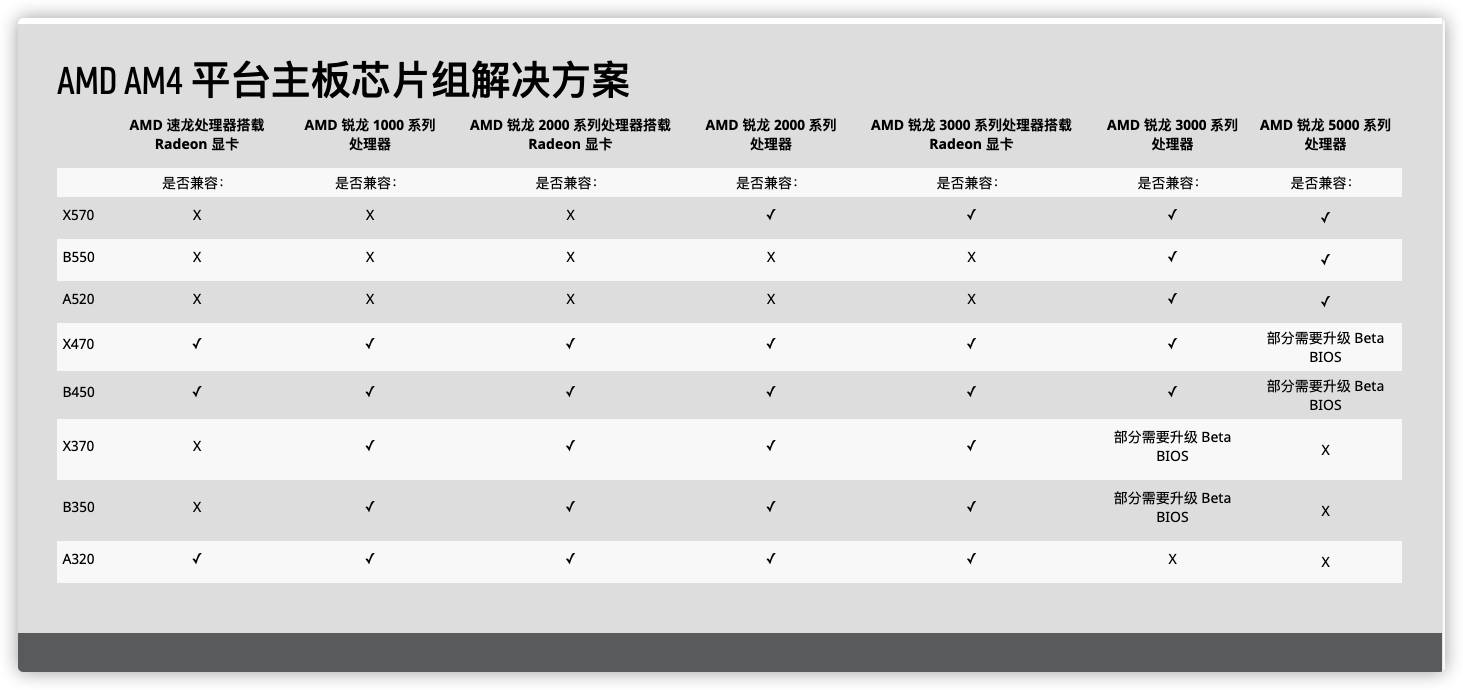 AMD AM4 平台主板芯片组解决方案
AMD 速龙处理器搭载 Radeon 显卡 AMD 锐龙 1000 系列 处理器 AMD 锐龙 2000 系列处理器搭载 Radeon 显卡 AMD 锐龙 2000 系列 处理器 AMD 锐龙 3000 系列处理器搭载 Radeon 显卡 AMD 锐龙 3000 系列 处理器 AMD 锐龙 5000 系列 处理器
是否兼容: 是否兼容: 是否兼容: 是否兼容: 是否兼容: 是否兼容: 是否兼容:
X570 X X X ✓ ✓ ✓ ✓
B550 X X X X X ✓ ✓
A520 X X X X X ✓ ✓
X470 ✓ ✓ ✓ ✓ ✓ ✓ 部分需要升级 Beta BIOS
B450 ✓ ✓ ✓ ✓ ✓ ✓ 部分需要升级 Beta BIOS
X370 X ✓ ✓ ✓ ✓ 部分需要升级 Beta BIOS X
B350 X ✓ ✓ ✓ ✓ 部分需要升级 Beta BIOS X
A320 ✓ ✓ ✓ ✓ ✓ X X